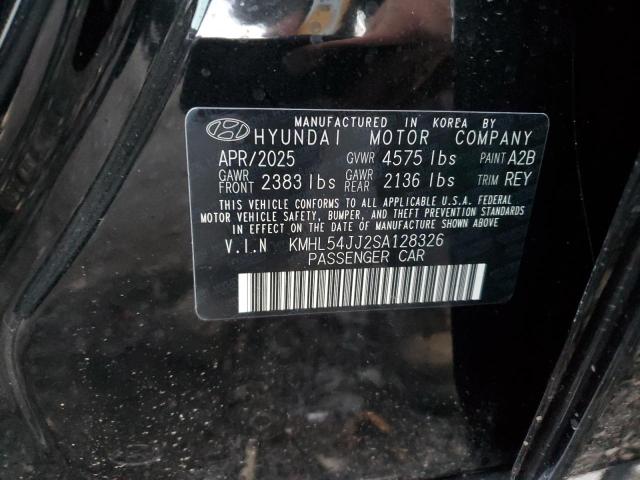 MANUFACTURED IN KOREA BY
HYUNDAI MOTOR COMPANY
APR/2025 GVWR 4575 lbs PAINT A2B
GAWR FRONT 2383 lbs GAWR REAR 2136 lbs TRIM REY
THIS VEHICLE CONFORMS TO ALL APPLICABLE U.S.A. FEDERAL
MOTOR VEHICLE SAFETY, BUMPER, AND THEFT PREVENTION STANDARDS
IN EFFECT ON THE DATE OF MANUFACTURE SHOWN ABOVE
V.I.N KMHL54JJ2SA128326
PASSENGER CAR